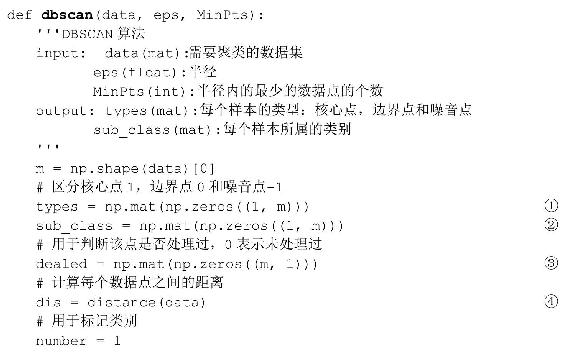 def dbscan(data, eps, MinPts):
'''DBSCAN 算法
input:  data(mat):需要聚类的数据集
eps(float):半径
MinPts(int):半径内的最少的数据点的个数
output: types(mat):每个样本的类型：核心点，边界点和噪音点
sub_class(mat):每个样本所属的类别
'''
m = np.shape(data)[0]
# 区分核心点 1，边界点 0 和噪音点-1
types = np.mat(np.zeros((1, m))) ①
sub_class = np.mat(np.zeros((1, m))) ②
# 用于判断该点是否处理过，0 表示未处理过
dealed = np.mat(np.zeros((m, 1))) ③
# 计算每个数据点之间的距离
dis = distance(data) ④
# 用于标记类别
number = 1